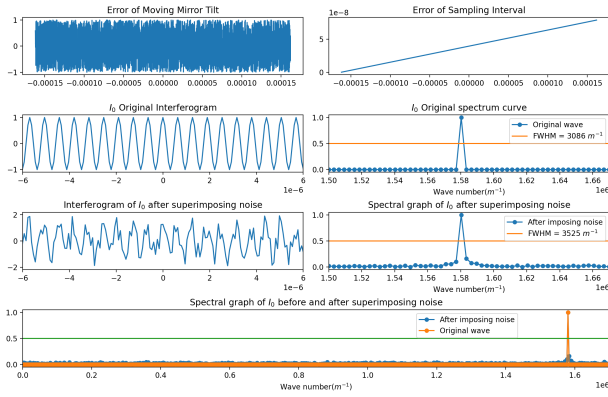 Error of Moving Mirror Tilt
1
0
−1
−0.00015 −0.00010 −0.00005 0.00000 0.00005 0.00010 0.00015
Error of Sampling Interval
1e−8
5
0
−0.00015 −0.00010 −0.00005 0.00000 0.00005 0.00010 0.00015
I0 Original Interferogram
1
0
−1
−6 −4 −2 0 2 4 6
1e−6
I0 Original spectrum curve
1.0
0.5
0.0
Original wave
FWHM = 3086 m−1
1.50 1.52 1.54 1.56 1.58 1.60 1.62 1.64 1.66
Wave number(m−1)
1e6
Interferogram of I0 after superimposing noise
2
0
−2
−6 −4 −2 0 2 4 6
1e−6
Spectral graph of I0 after superimposing noise
1.0
0.5
0.0
After imposing noise
FWHM = 3525 m−1
1.50 1.52 1.54 1.56 1.58 1.60 1.62 1.64 1.66
Wave number(m−1)
Spectral graph of I0 before and after superimposing noise
1.0
0.5
0.0
After imposing noise
Original wave
0.0 0.2 0.4 0.6 0.8 1.0 1.2 1.4 1.6
Wave number(m−1)
1e6